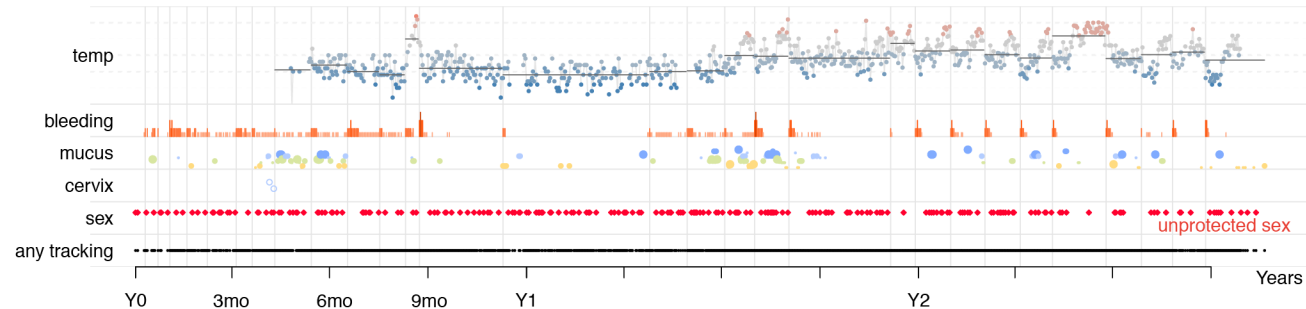 temp
bleeding
mucus
cervix
sex
unprotected sex
any tracking
Years
Y0 3mo 6mo 9mo Y1 Y2